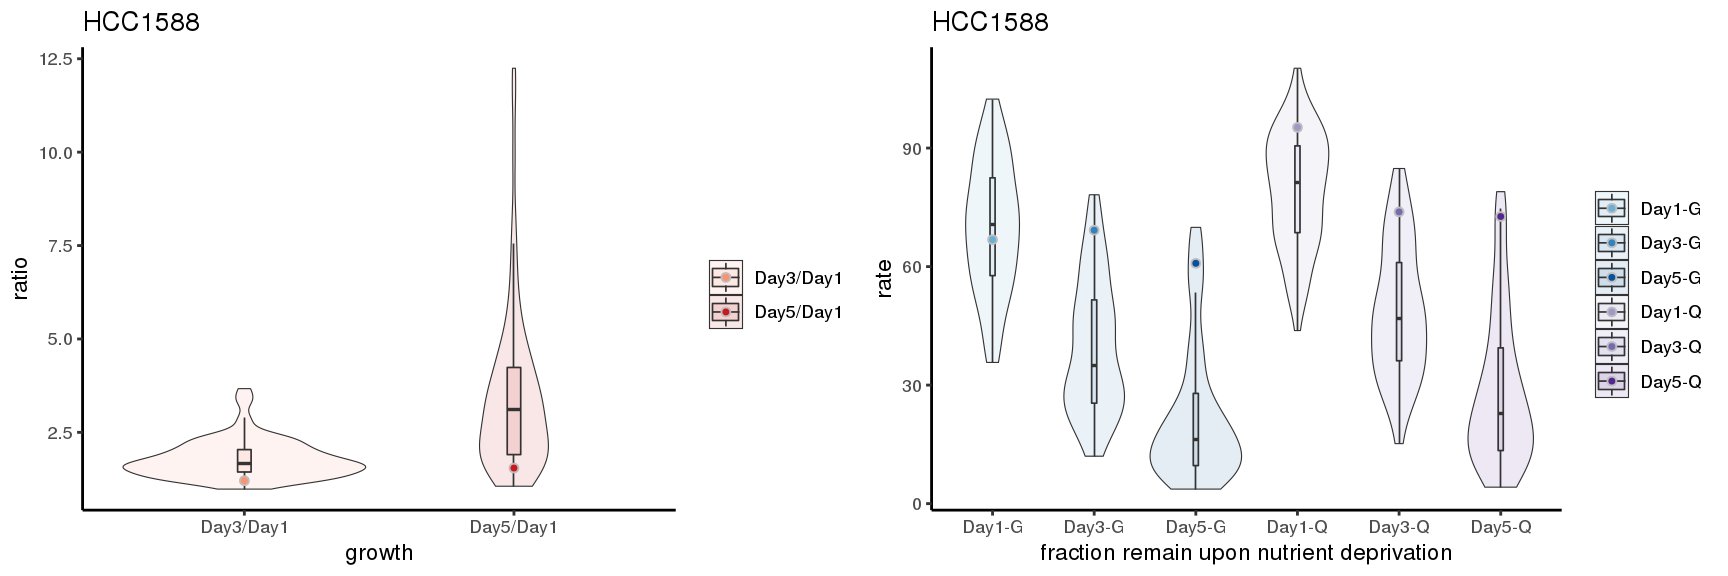 HCC1588
12.5
10.0
7.5
5.0
2.5
ratio
Day3/Day1
Day5/Day1
growth
Day3/Day1
Day5/Day1
HCC1588
90
60
30
0
rate
Day1-G
Day3-G
Day5-G
Day1-Q
Day3-Q
Day5-Q
fraction remain upon nutrient deprivation
Day1-G
Day3-G
Day5-G
Day1-Q
Day3-Q
Day5-Q